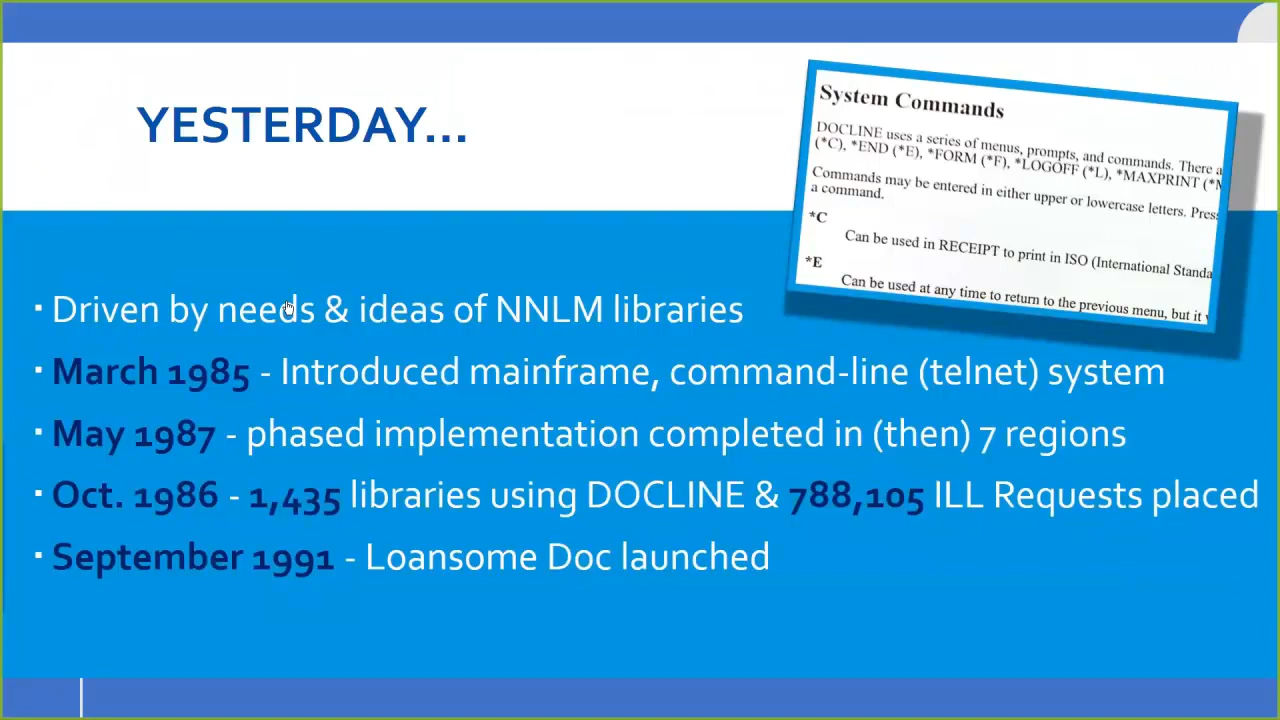 YESTERDAY...
System Commands
DOCLINE uses a series of menus, prompts, and commands. There a
(*C), *END (*E), *FORM (*F), *LOGOFF (*L), *MAXPRINT (*M
Commands may be entered in either upper or lowercase letters. Press
a command.
*C
Can be used in RECEIPT to print in ISO (International Standa
*E
Can be used at any time to return to the previous menu, but it
▪ Driven by needs & ideas of NNLM libraries
▪ March 1985 - Introduced mainframe, command-line (telnet) system
▪ May 1987 - phased implementation completed in (then) 7 regions
▪ Oct. 1986 - 1,435 libraries using DOCLINE & 788,105 ILL Requests placed
▪ September 1991 - Loansome Doc launched